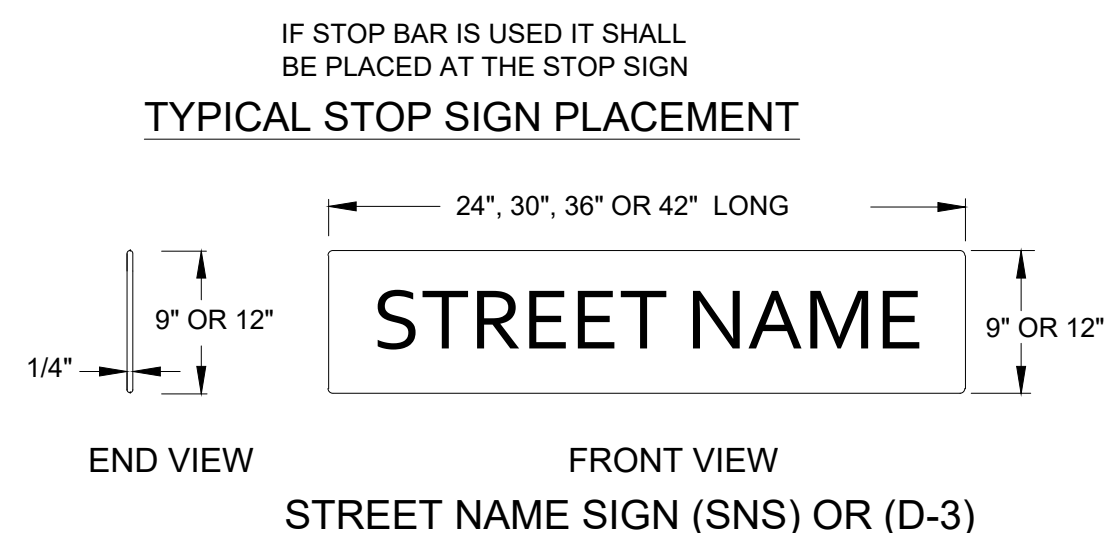 IF STOP BAR IS USED IT SHALL
BE PLACED AT THE STOP SIGN
TYPICAL STOP SIGN PLACEMENT
24", 30", 36" OR 42" LONG
9" OR 12"
STREET NAME
9" OR 12"
1/4"
END VIEW
FRONT VIEW
STREET NAME SIGN (SNS) OR (D-3)